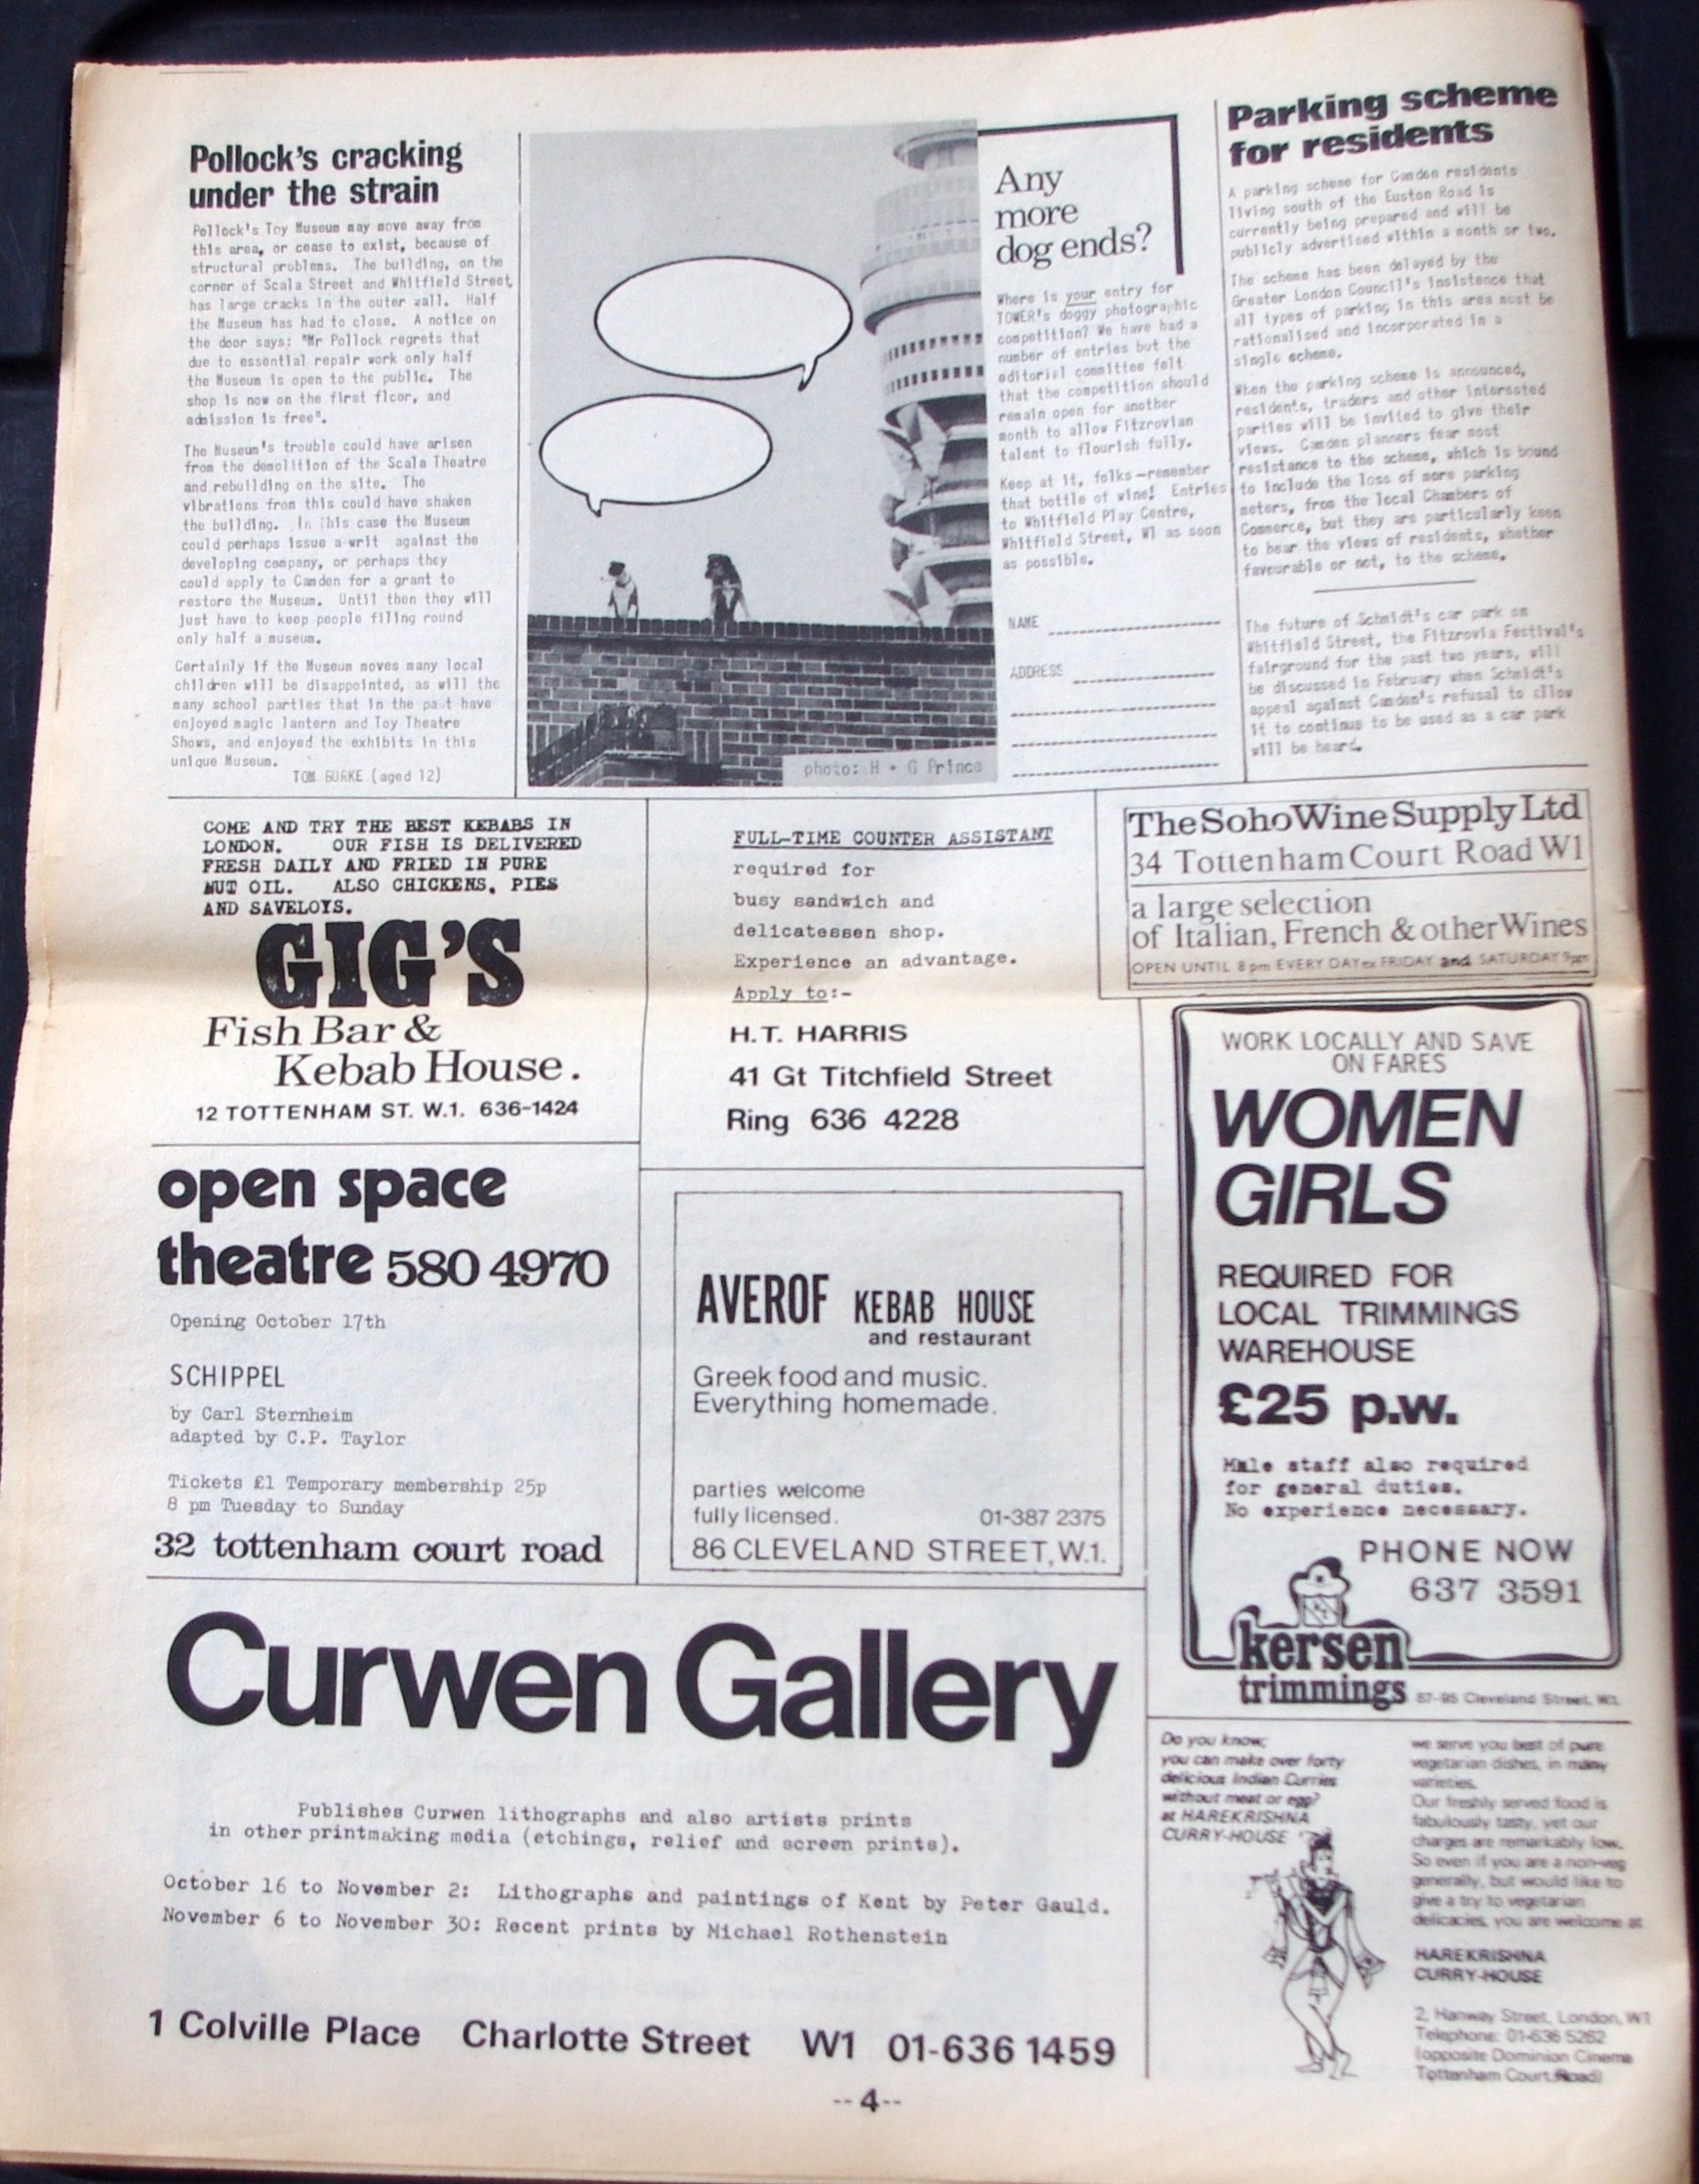 Pollock's cracking
under the strain
Pollock's Toy Museum may move away from
this area, or cease to exist, because of
structural problems. The building, on the
corner of Scala Street and Whitfield Street,
has large cracks in the outer wall. Half
the Museum has had to close. A notice on
the door says: "Mr Pollock regrets that
due to essential repair work only half
the Museum is open to the public. The
shop is now on the first floor, and
admission is free".
The Museum's trouble could have arisen
from the demolition of the Scala Theatre
and rebuilding on the site. The
vibrations from this could have shaken
the building. In this case the Museum
could perhaps issue a writ against the
developing company, or perhaps they
could apply to Camden for a grant to
restore the Museum. Until then they will
just have to keep people filing round
only half a museum.
Certainly if the Museum moves many local
children will be disappointed, as will the
many school parties that in the past have
enjoyed magic lantern and Toy Theatre
Shows, and enjoyed the exhibits in this
unique Museum.
TOM BURKE (aged 12)
photo: H + G Prince
Any
more
dog ends?
Where is your entry for
TOWER's doggy photographic
competition? We have had a
number of entries but the
editorial committee felt
that the competition should
remain open for another
month to allow Fitzrovian
talent to flourish fully.
Keep at it, folks—remember
that bottle of wine! Entries
to Whitfield Play Centre,
Whitfield Street, W1 as soon
as possible.
NAME
ADDRESS
Parking scheme
for residents
A parking scheme for Camden residents
living south of the Euston Road is
currently being prepared and will be
publicly advertised within a month or two.
The scheme has been delayed by the
Greater London Council's insistence that
all types of parking in this area must be
rationalised and incorporated in a
single scheme.
When the parking scheme is announced,
residents, traders and other interested
parties will be invited to give their
views. Camden planners fear most
resistance to the scheme, which is bound
to include the loss of more parking
meters, from the local Chambers of
Commerce, but they are particularly keen
to hear the views of residents, whether
favourable or not, to the scheme.
The future of Schmidt's car park on
Whitfield Street, the Fitzrovia Festival's
fairground for the past two years, will
be discussed in February when Schmidt's
appeal against Camden's refusal to allow
it to continue to be used as a car park
will be heard.
COME AND TRY THE BEST KEBABS IN
LONDON. OUR FISH IS DELIVERED
FRESH DAILY AND FRIED IN PURE
NUT OIL. ALSO CHICKENS, PIES
AND SAVELOYS.
GIG'S
Fish Bar &
Kebab House.
12 TOTTENHAM ST. W.1. 636-1424
FULL-TIME COUNTER ASSISTANT
required for
busy sandwich and
delicatessen shop.
Experience an advantage.
Apply to:-
H.T. HARRIS
41 Gt Titchfield Street
Ring 636 4228
The Soho Wine Supply Ltd
34 Tottenham Court Road W1
a large selection
of Italian, French & other Wines
OPEN UNTIL 8pm EVERY DAY ex FRIDAY and SATURDAY 9pm
WORK LOCALLY AND SAVE
ON FARES
WOMEN
GIRLS
REQUIRED FOR
LOCAL TRIMMINGS
WAREHOUSE
£25 p.w.
Male staff also required
for general duties.
No experience necessary.
PHONE NOW
637 3591
kersen
trimmings 87-95 Cleveland Street, W1.
open space
theatre 580 4970
Opening October 17th
SCHIPPEL
by Carl Sternheim
adapted by C.P. Taylor
Tickets £1 Temporary membership 25p
8 pm Tuesday to Sunday
32 tottenham court road
AVEROF KEBAB HOUSE
and restaurant
Greek food and music.
Everything homemade.
parties welcome
fully licensed. 01-387 2375
86 CLEVELAND STREET, W.1.
Curwen Gallery
Publishes Curwen lithographs and also artists prints
in other printmaking media (etchings, relief and screen prints).
October 16 to November 2: Lithographs and paintings of Kent by Peter Gauld.
November 6 to November 30: Recent prints by Michael Rothenstein
1 Colville Place Charlotte Street W1 01-636 1459
Do you know,
you can make over forty
delicious Indian Curries
without meat or egg?
at HAREKRISHNA
CURRY-HOUSE
we serve you best of pure
vegetarian dishes, in many
varieties.
Our freshly served food is
fabulously tasty, yet our
charges are remarkably low.
So even if you are a non-veg
generally, but would like to
give a try to vegetarian
delicacies, you are welcome at
HAREKRISHNA
CURRY-HOUSE
2, Hanway Street, London, W1
Telephone: 01-636 5262
(opposite Dominion Cinema
Tottenham Court Road)
--4--